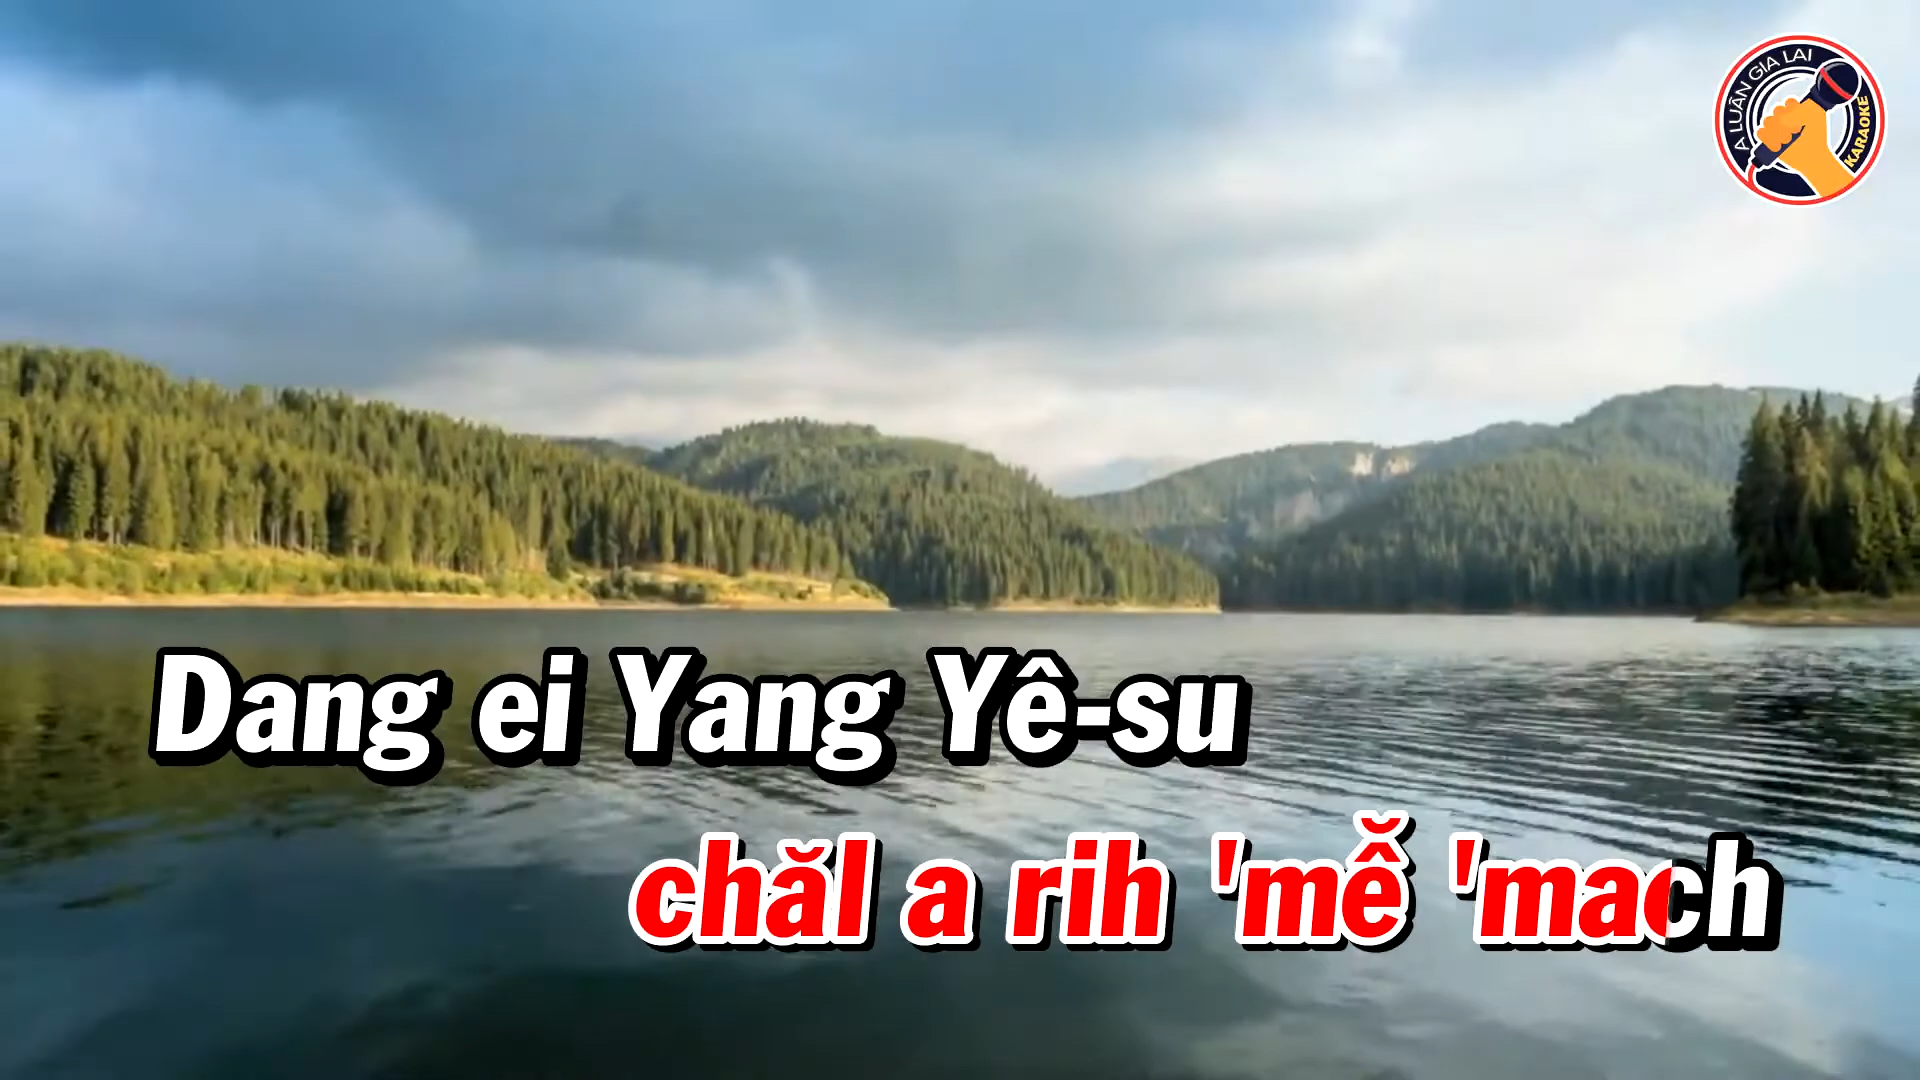 A LUÂN GIA LAI
KARAOKE
Dang ei Yang Yê-su
chăl a rih 'mễ̆ 'mach